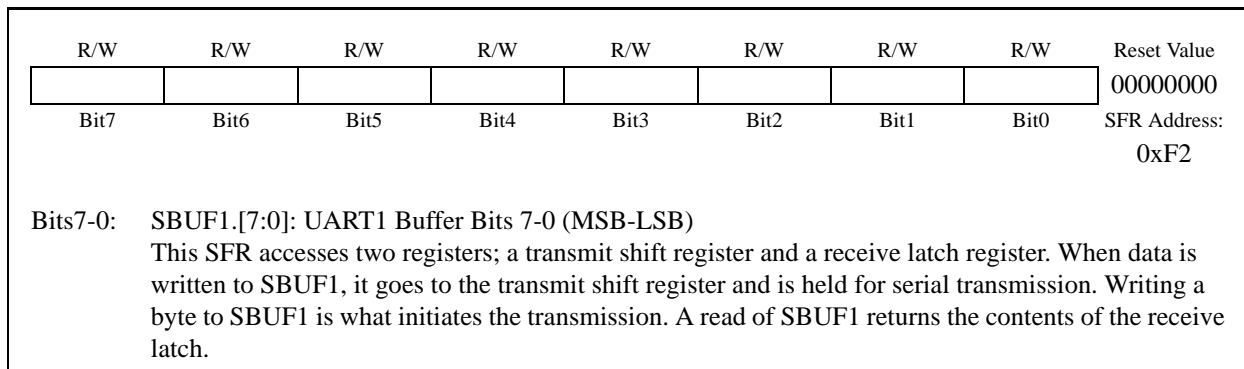 R/W R/W R/W R/W R/W R/W R/W R/W Reset Value
00000000
Bit7 Bit6 Bit5 Bit4 Bit3 Bit2 Bit1 Bit0 SFR Address:
0xF2
Bits7-0: SBUF1.[7:0]: UART1 Buffer Bits 7-0 (MSB-LSB)
This SFR accesses two registers; a transmit shift register and a receive latch register. When data is
written to SBUF1, it goes to the transmit shift register and is held for serial transmission. Writing a
byte to SBUF1 is what initiates the transmission. A read of SBUF1 returns the contents of the receive
latch.